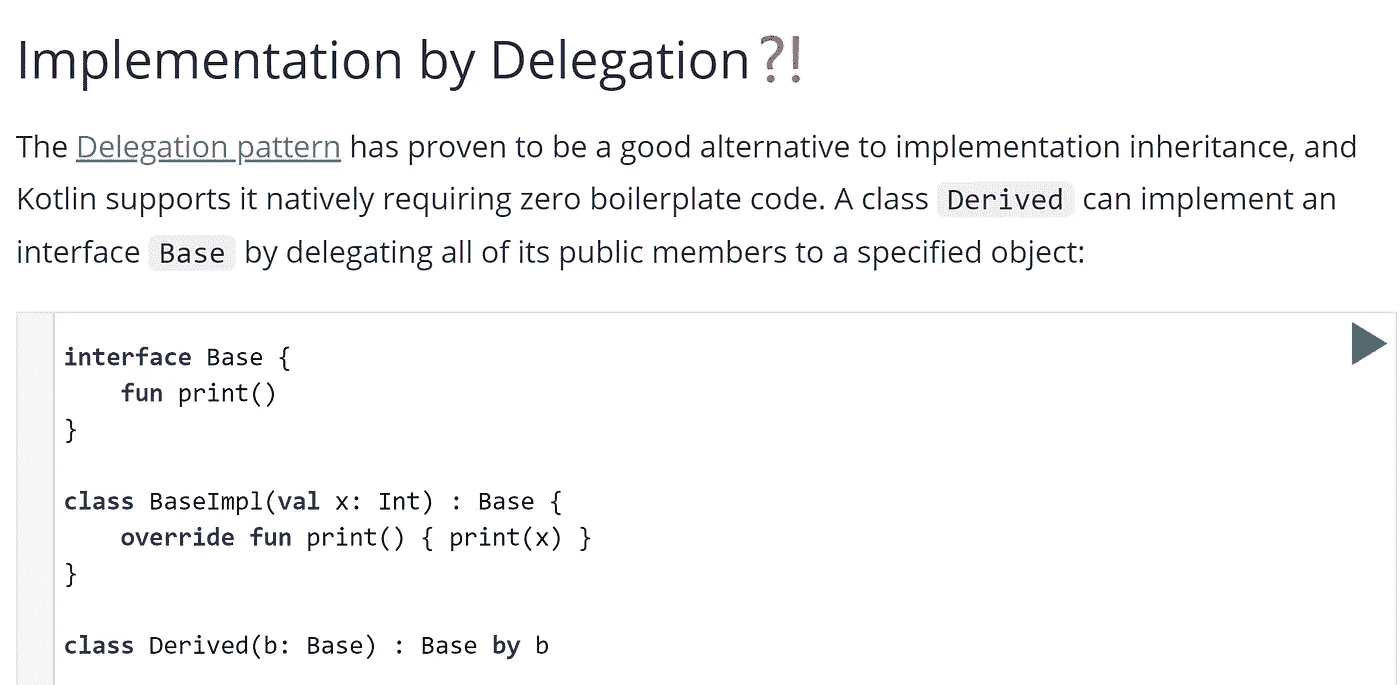 Implementation by Delegation?!
The Delegation pattern has proven to be a good alternative to implementation inheritance, and
Kotlin supports it natively requiring zero boilerplate code. A class Derived can implement an
interface Base by delegating all of its public members to a specified object:
interface Base {
    fun print()
}
class BaseImpl(val x: Int) : Base {
    override fun print() { print(x) }
}
class Derived(b: Base) : Base by b